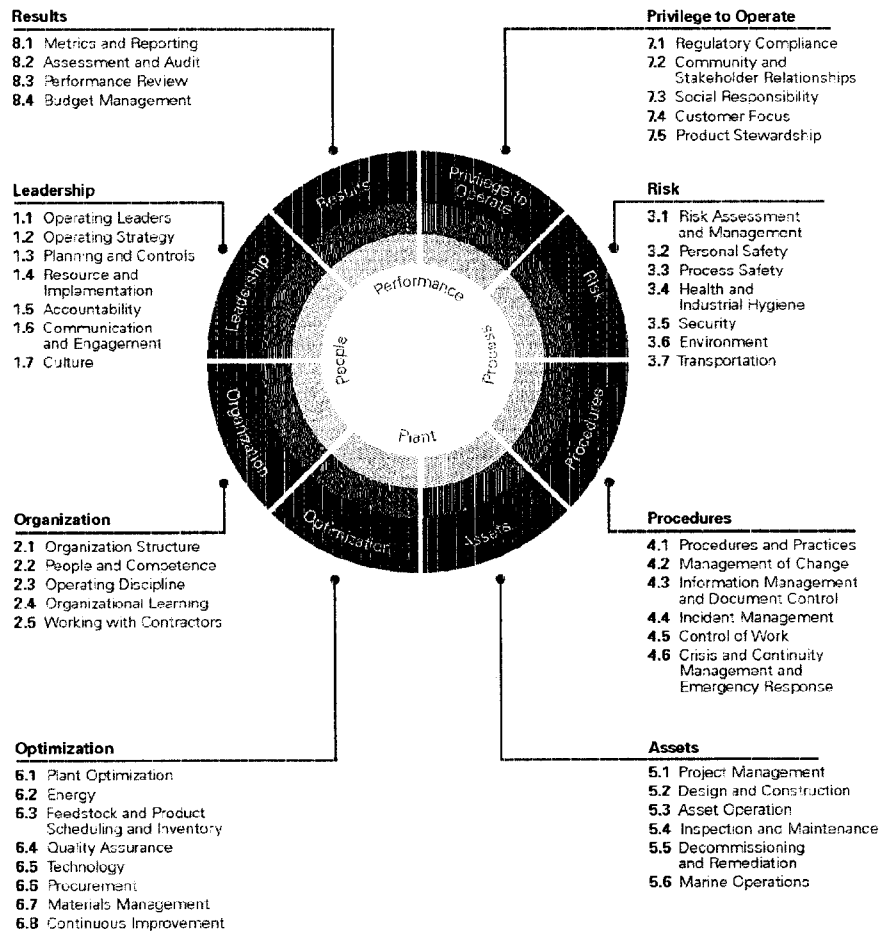 Results
8.1 Metrics and Reporting
8.2 Assessment and Audit
8.3 Performance Review
8.4 Budget Management
Privilege to Operate
7.1 Regulatory Compliance
7.2 Community and
Stakeholder Relationships
7.3 Social Responsibility
7.4 Customer Focus
7.5 Product Stewardship
Leadership
1.1 Operating Leaders
1.2 Operating Strategy
1.3 Planning and Controls
1.4 Resource and
Implementation
1.5 Accountability
1.6 Communication
and Engagement
1.7 Culture
Risk
3.1 Risk Assessment
and Management
3.2 Personal Safety
3.3 Process Safety
3.4 Health and
Industrial Hygiene
3.5 Security
3.6 Environment
3.7 Transportation
Results
Privilege to
Operate
Leadership
Risk
Performance
People
Process
Plant
Organization
Procedures
Optimization
Assets
Organization
2.1 Organization Structure
2.2 People and Competence
2.3 Operating Discipline
2.4 Organizational Learning
2.5 Working with Contractors
Procedures
4.1 Procedures and Practices
4.2 Management of Change
4.3 Information Management
and Document Control
4.4 Incident Management
4.5 Control of Work
4.6 Crisis and Continuity
Management and
Emergency Response
Optimization
6.1 Plant Optimization
6.2 Energy
6.3 Feedstock and Product
Scheduling and Inventory
6.4 Quality Assurance
6.5 Technology
6.6 Procurement
6.7 Materials Management
6.8 Continuous Improvement
Assets
5.1 Project Management
5.2 Design and Construction
5.3 Asset Operation
5.4 Inspection and Maintenance
5.5 Decommissioning
and Remediation
5.6 Marine Operations